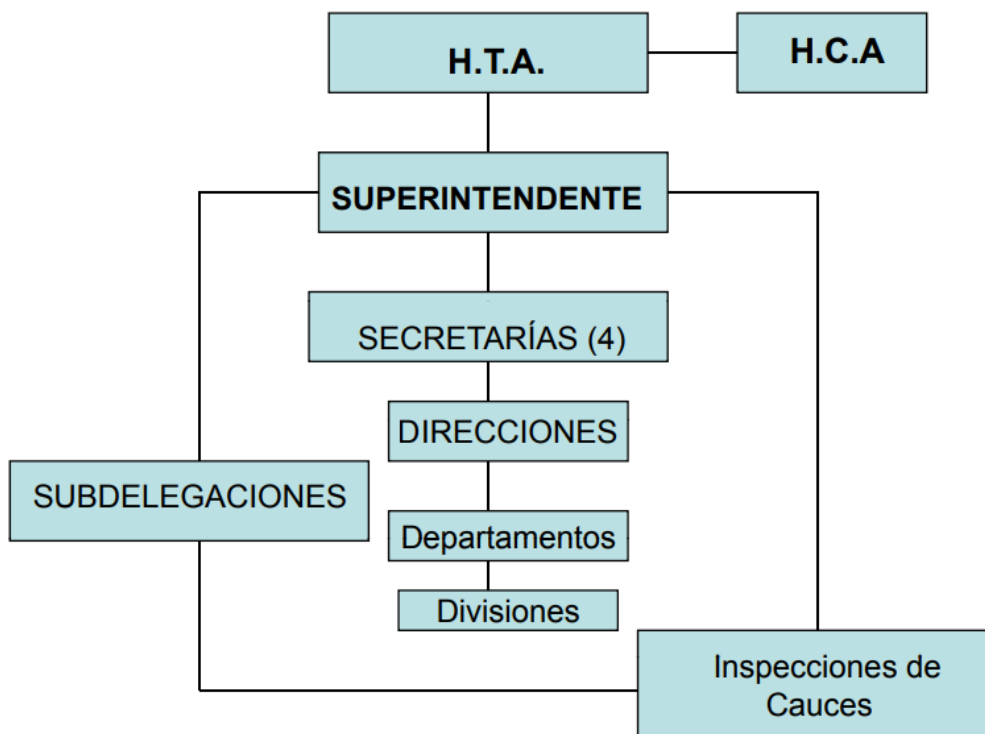 H.T.A.
H.C.A
SUPERINTENDENTE
SECRETARÍAS (4)
DIRECCIONES
SUBDELEGACIONES
Departamentos
Divisiones
Inspecciones de
Cauces